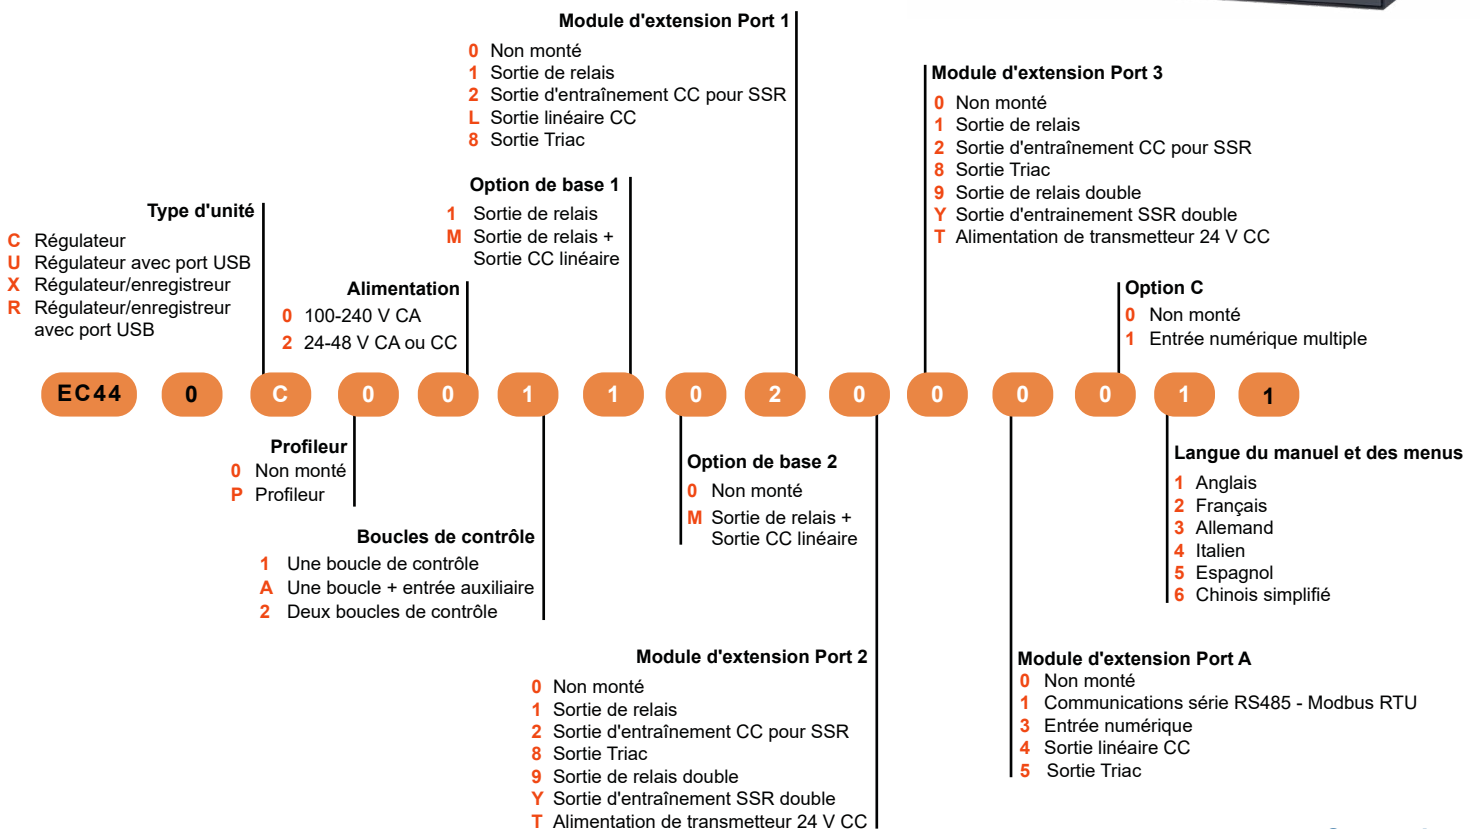 Module d'extension Port 1
0 Non monté
1 Sortie de relais
2 Sortie d'entraînement CC pour SSR
L Sortie linéaire CC
8 Sortie Triac
Module d'extension Port 3
0 Non monté
1 Sortie de relais
2 Sortie d'entraînement CC pour SSR
8 Sortie Triac
9 Sortie de relais double
Y Sortie d'entrainement SSR double
T Alimentation de transmetteur 24 V CC
Option de base 1
1 Sortie de relais
M Sortie de relais +
Sortie CC linéaire
Type d'unité
C Régulateur
U Régulateur avec port USB
X Régulateur/enregistreur
R Régulateur/enregistreur
avec port USB
Alimentation
0 100-240 V CA
2 24-48 V CA ou CC
Option C
0 Non monté
1 Entrée numérique multiple
EC44 0 C 0 0 1 1 0 2 0 0 0 0 1 1
Profileur
0 Non monté
P Profileur
Boucles de contrôle
1 Une boucle de contrôle
A Une boucle + entrée auxiliaire
2 Deux boucles de contrôle
Option de base 2
0 Non monté
M Sortie de relais +
Sortie CC linéaire
Langue du manuel et des menus
1 Anglais
2 Français
3 Allemand
4 Italien
5 Espagnol
6 Chinois simplifié
Module d'extension Port 2
0 Non monté
1 Sortie de relais
2 Sortie d'entraînement CC pour SSR
8 Sortie Triac
9 Sortie de relais double
Y Sortie d'entraînement SSR double
T Alimentation de transmetteur 24 V CC
Module d'extension Port A
0 Non monté
1 Communications série RS485 - Modbus RTU
3 Entrée numérique
4 Sortie linéaire CC
5 Sortie Triac